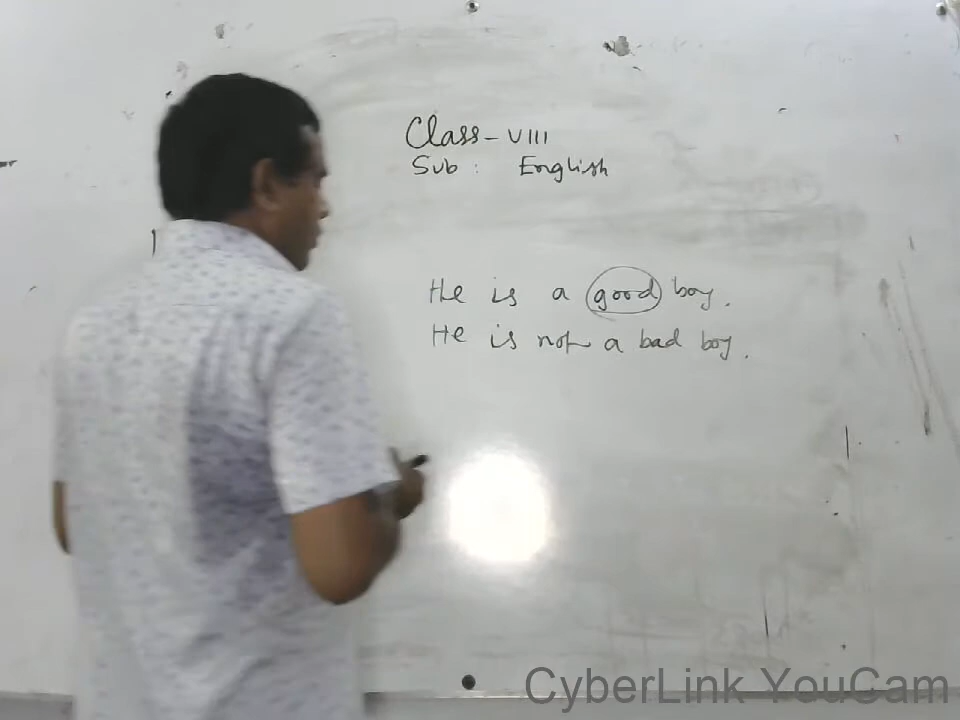 Class - VIII
Sub : English
He is a good boy.
He is not a bad boy.
CyberLink YouCam